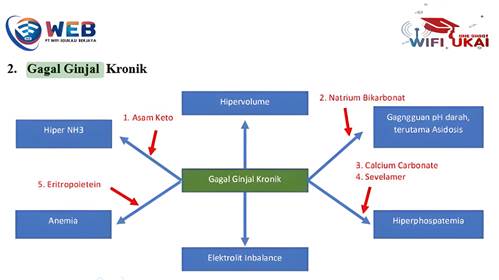 WEB
PT WIFI EDUKASI BERJAYA
WIFI UKAI
2. Gagal Ginjal Kronik
Hipervolume
2. Natrium Bikarbonat
1. Asam Keto
Hiper NH3
Gagngguan pH darah,
terutama Asidosis
3. Calcium Carbonate
4. Sevelamer
Gagal Ginjal Kronik
5. Eritropoietein
Anemia
Hiperphospatemia
Elektrolit Inbalance